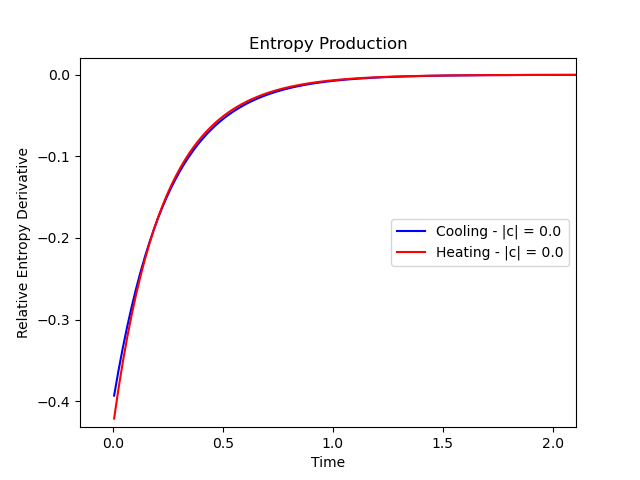 Entropy Production
Relative Entropy Derivative
0.0
−0.1
−0.2
−0.3
−0.4
Cooling - |c| = 0.0
Heating - |c| = 0.0
0.0 0.5 1.0 1.5 2.0
Time